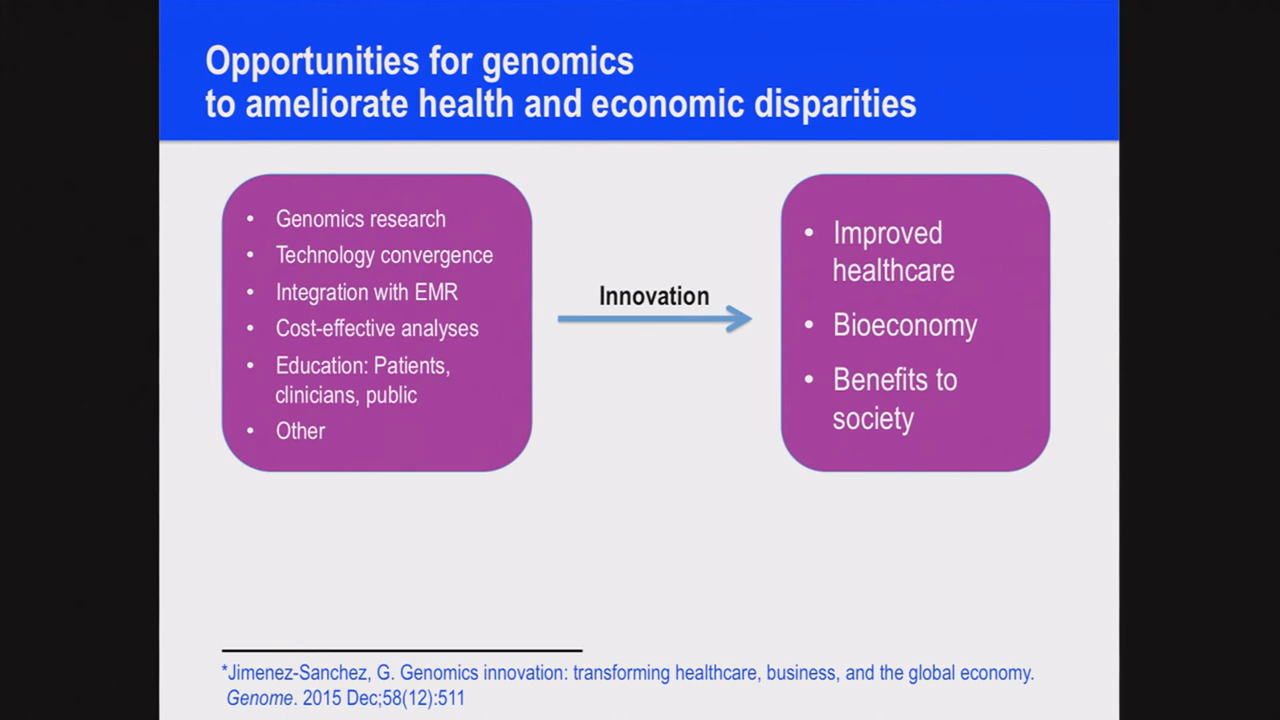 Opportunities for genomics
to ameliorate health and economic disparities
• Genomics research
• Technology convergence
• Integration with EMR
• Cost-effective analyses
• Education: Patients,
clinicians, public
• Other
Innovation
• Improved
healthcare
• Bioeconomy
• Benefits to
society
*Jimenez-Sanchez, G. Genomics innovation: transforming healthcare, business, and the global economy.
Genome. 2015 Dec;58(12):511